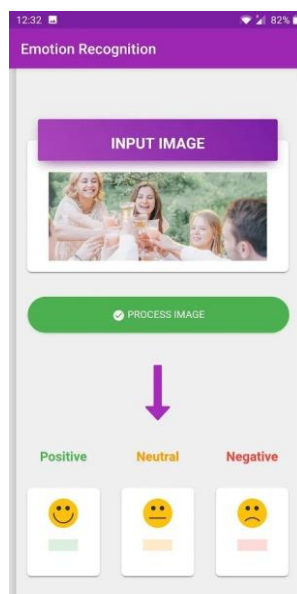 12:32 82%
Emotion Recognition
INPUT IMAGE
PROCESS IMAGE
Positive Neutral Negative